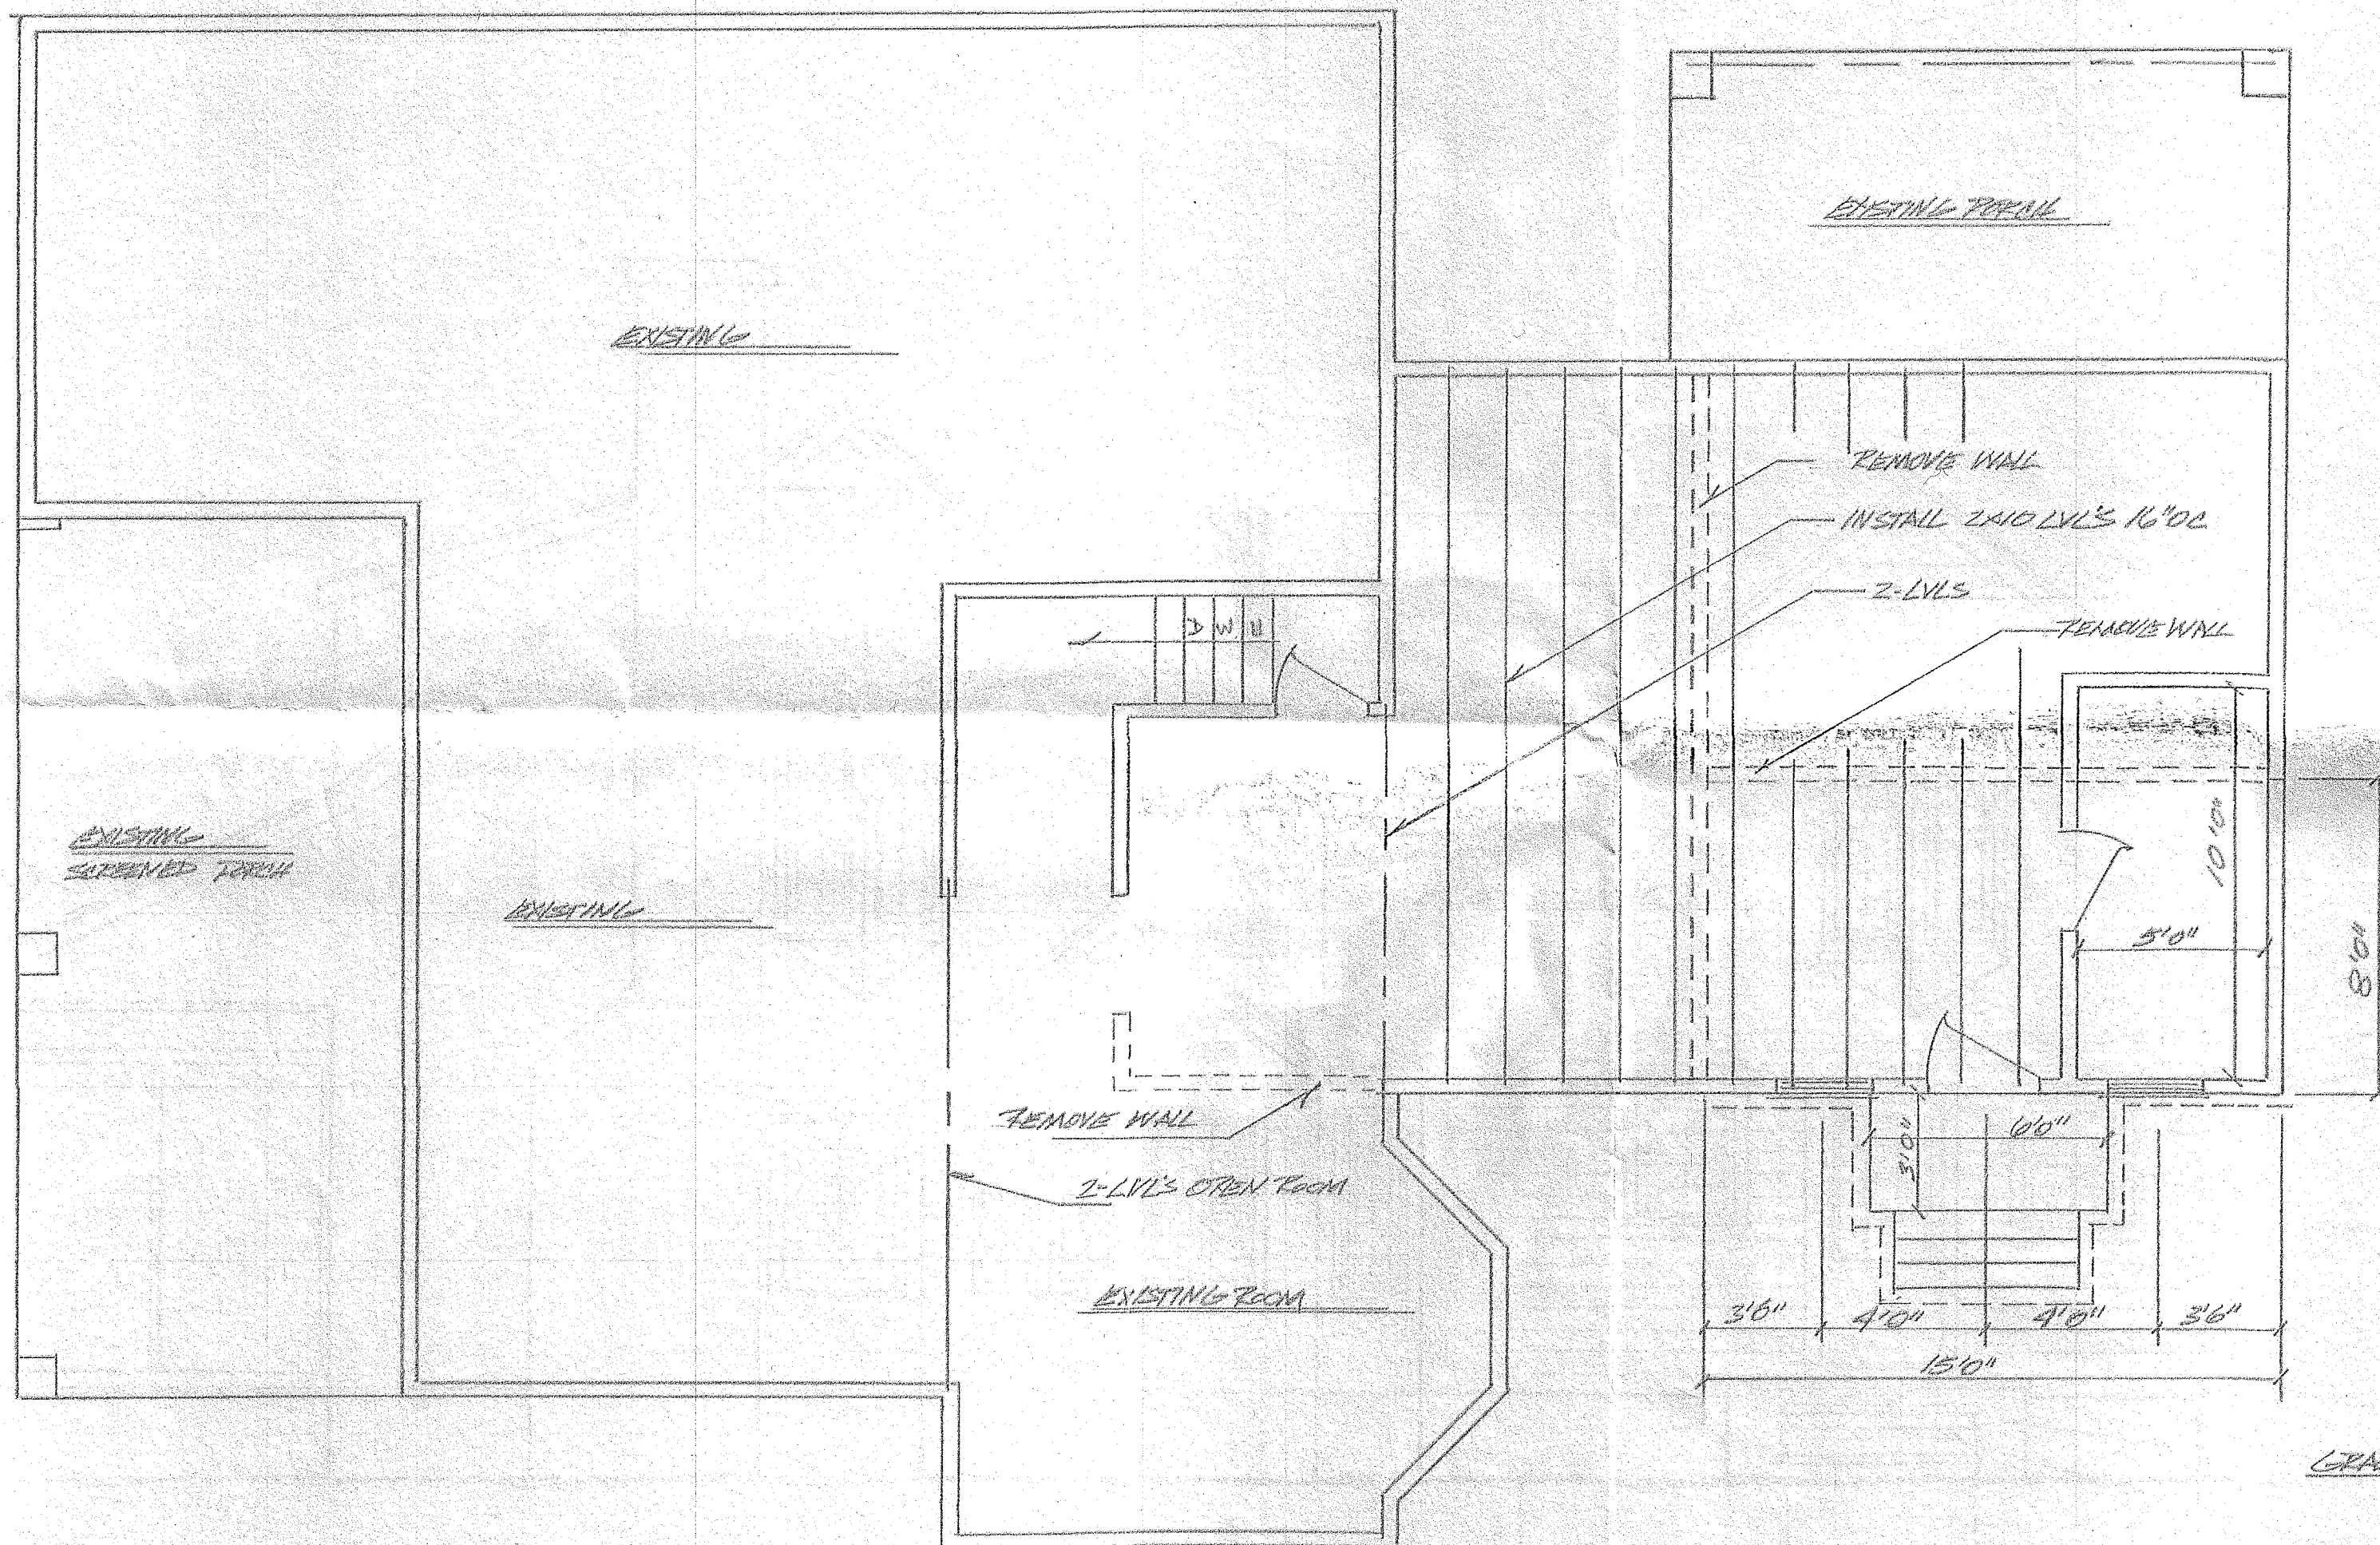 EXISTING PORCH
EXISTING
REMOVE WALL
INSTALL 2X10 LVL'S 16"OC
2-LVLS
REMOVE WALL
EXISTING
SCREENED PORCH
EXISTING
10'10"
5'0"
8'0"
REMOVE WALL
2-LVL'S OPEN ROOM
EXISTING ROOM
3'0"
6'0"
3'6"
4'0"
4'0"
3'6"
15'0"